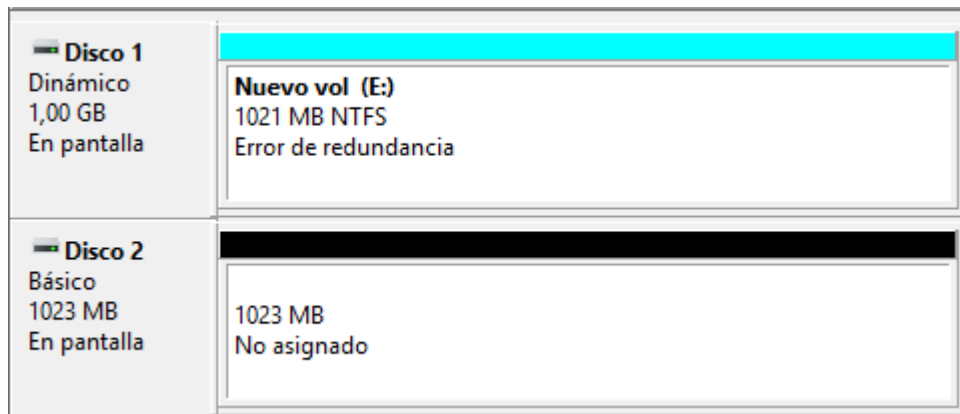 Disco 1
Dinámico
1,00 GB
En pantalla
Nuevo vol (E:)
1021 MB NTFS
Error de redundancia
Disco 2
Básico
1023 MB
En pantalla
1023 MB
No asignado